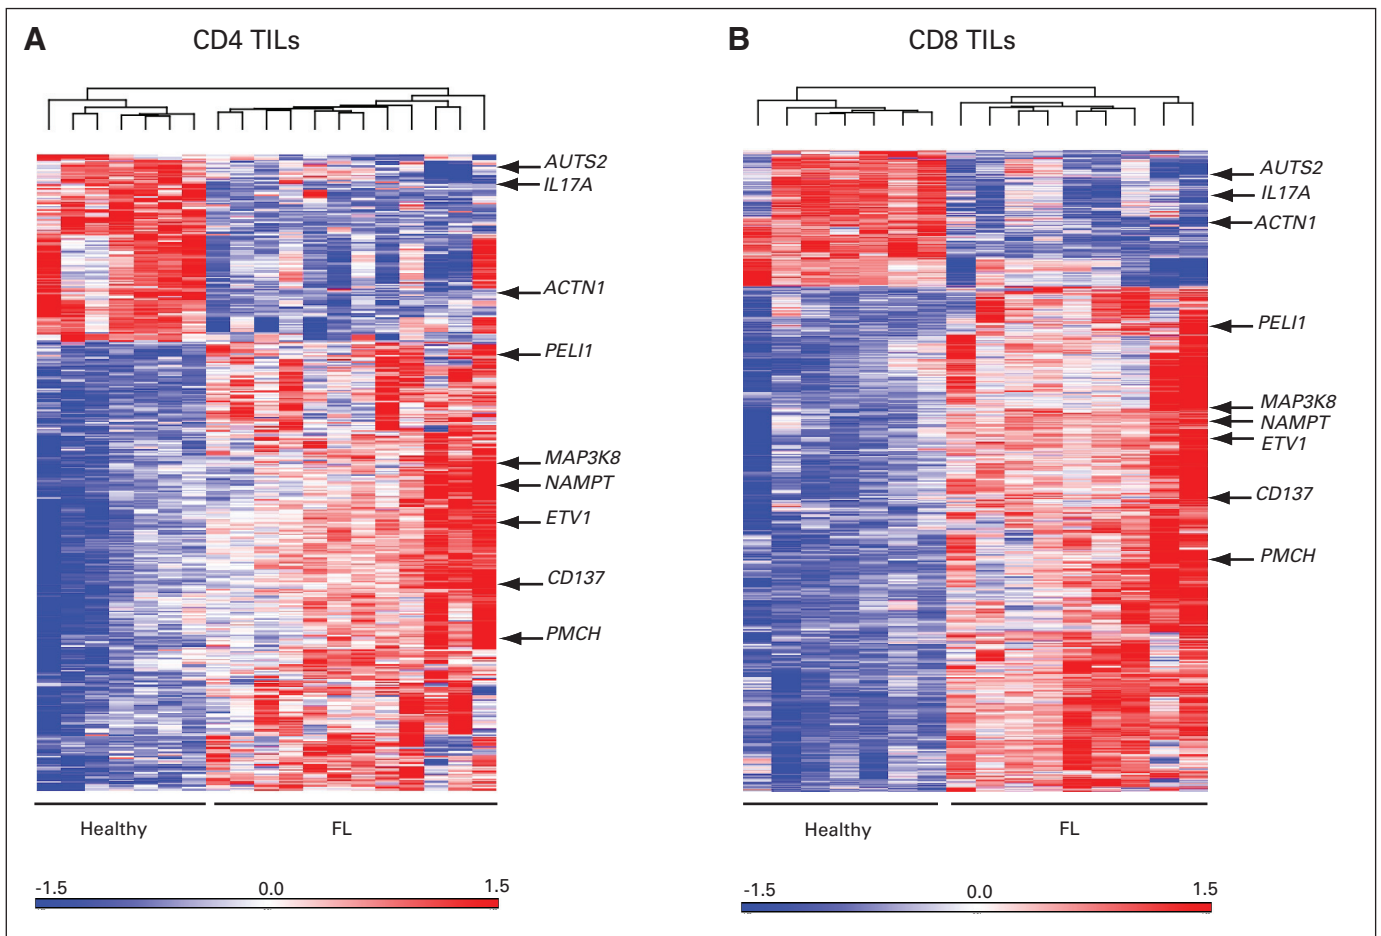 A
CD4 TILs
AUTS2
IL17A
ACTN1
PELI1
MAP3K8
NAMPT
ETV1
CD137
PMCH
Healthy
FL
-1.5
0.0
1.5
B
CD8 TILs
AUTS2
IL17A
ACTN1
PELI1
MAP3K8
NAMPT
ETV1
CD137
PMCH
Healthy
FL
-1.5
0.0
1.5